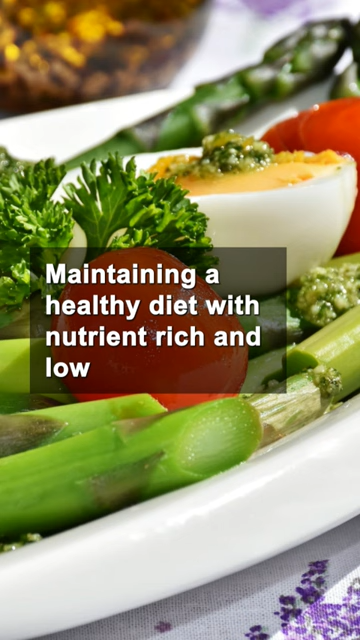 Maintaining a
healthy diet with
nutrient rich and
low